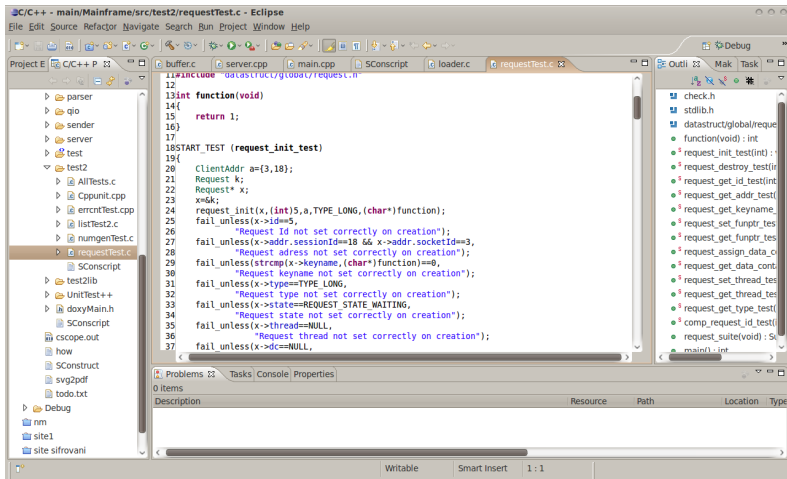 C/C++ - main/Mainframe/src/test2/requestTest.c - Eclipse
File Edit Source Refactor Navigate Search Run Project Window Help
Debug
Project E C/C++ P
parser
qio
sender
server
test
test2
AllTests.c
Cppunit.cpp
errcntTest.cpp
listTest2.c
numgenTest.c
requestTest.c
SConscript
test2lib
UnitTest++
doxyMain.h
SConscript
cscope.out
how
SConstruct
svg2pdf
todo.txt
Debug
nm
site1
site sifrovani
buffer.c server.cpp main.cpp SConscript loader.c requestTest.c
11#include "datastruct/global/request.h"
12
13int function(void)
14{
15 return 1;
16}
17
18START_TEST (request_init_test)
19{
20 ClientAddr a={3,18};
21 Request k;
22 Request* x;
23 x=&k;
24 request_init(x,(int)5,a,TYPE_LONG,(char*)function);
25 fail_unless(x->id==5,
26 "Request Id not set correctly on creation");
27 fail_unless(x->addr.sessionId==18 && x->addr.socketId==3,
28 "Request adress not set correctly on creation");
29 fail_unless(strcmp(x->keyname,(char*)function)==0,
30 "Request keyname not set correctly on creation");
31 fail_unless(x->type==TYPE_LONG,
32 "Request type not set correctly on creation");
33 fail_unless(x->state==REQUEST_STATE_WAITING,
34 "Request state not set correctly on creation");
35 fail_unless(x->thread==NULL,
36 "Request thread not set correctly on creation");
37 fail_unless(x->dc==NULL,
Outli Mak Task
check.h
stdlib.h
datastruct/global/reque
function(void) : int
request_init_test(int) : v
request_destroy_test(in
request_get_id_test(int
request_get_addr_test(
request_get_keyname_
request_set_funptr_tes
request_get_funptr_tes
request_assign_data_c
request_get_data_cont
request_set_thread_tes
request_get_thread_tes
request_get_type_test(i
comp_request_id_test(i
request_suite(void) : Su
main() : int
Problems Tasks Console Properties
0 items
Description Resource Path Location Type
Writable Smart Insert 1 : 1